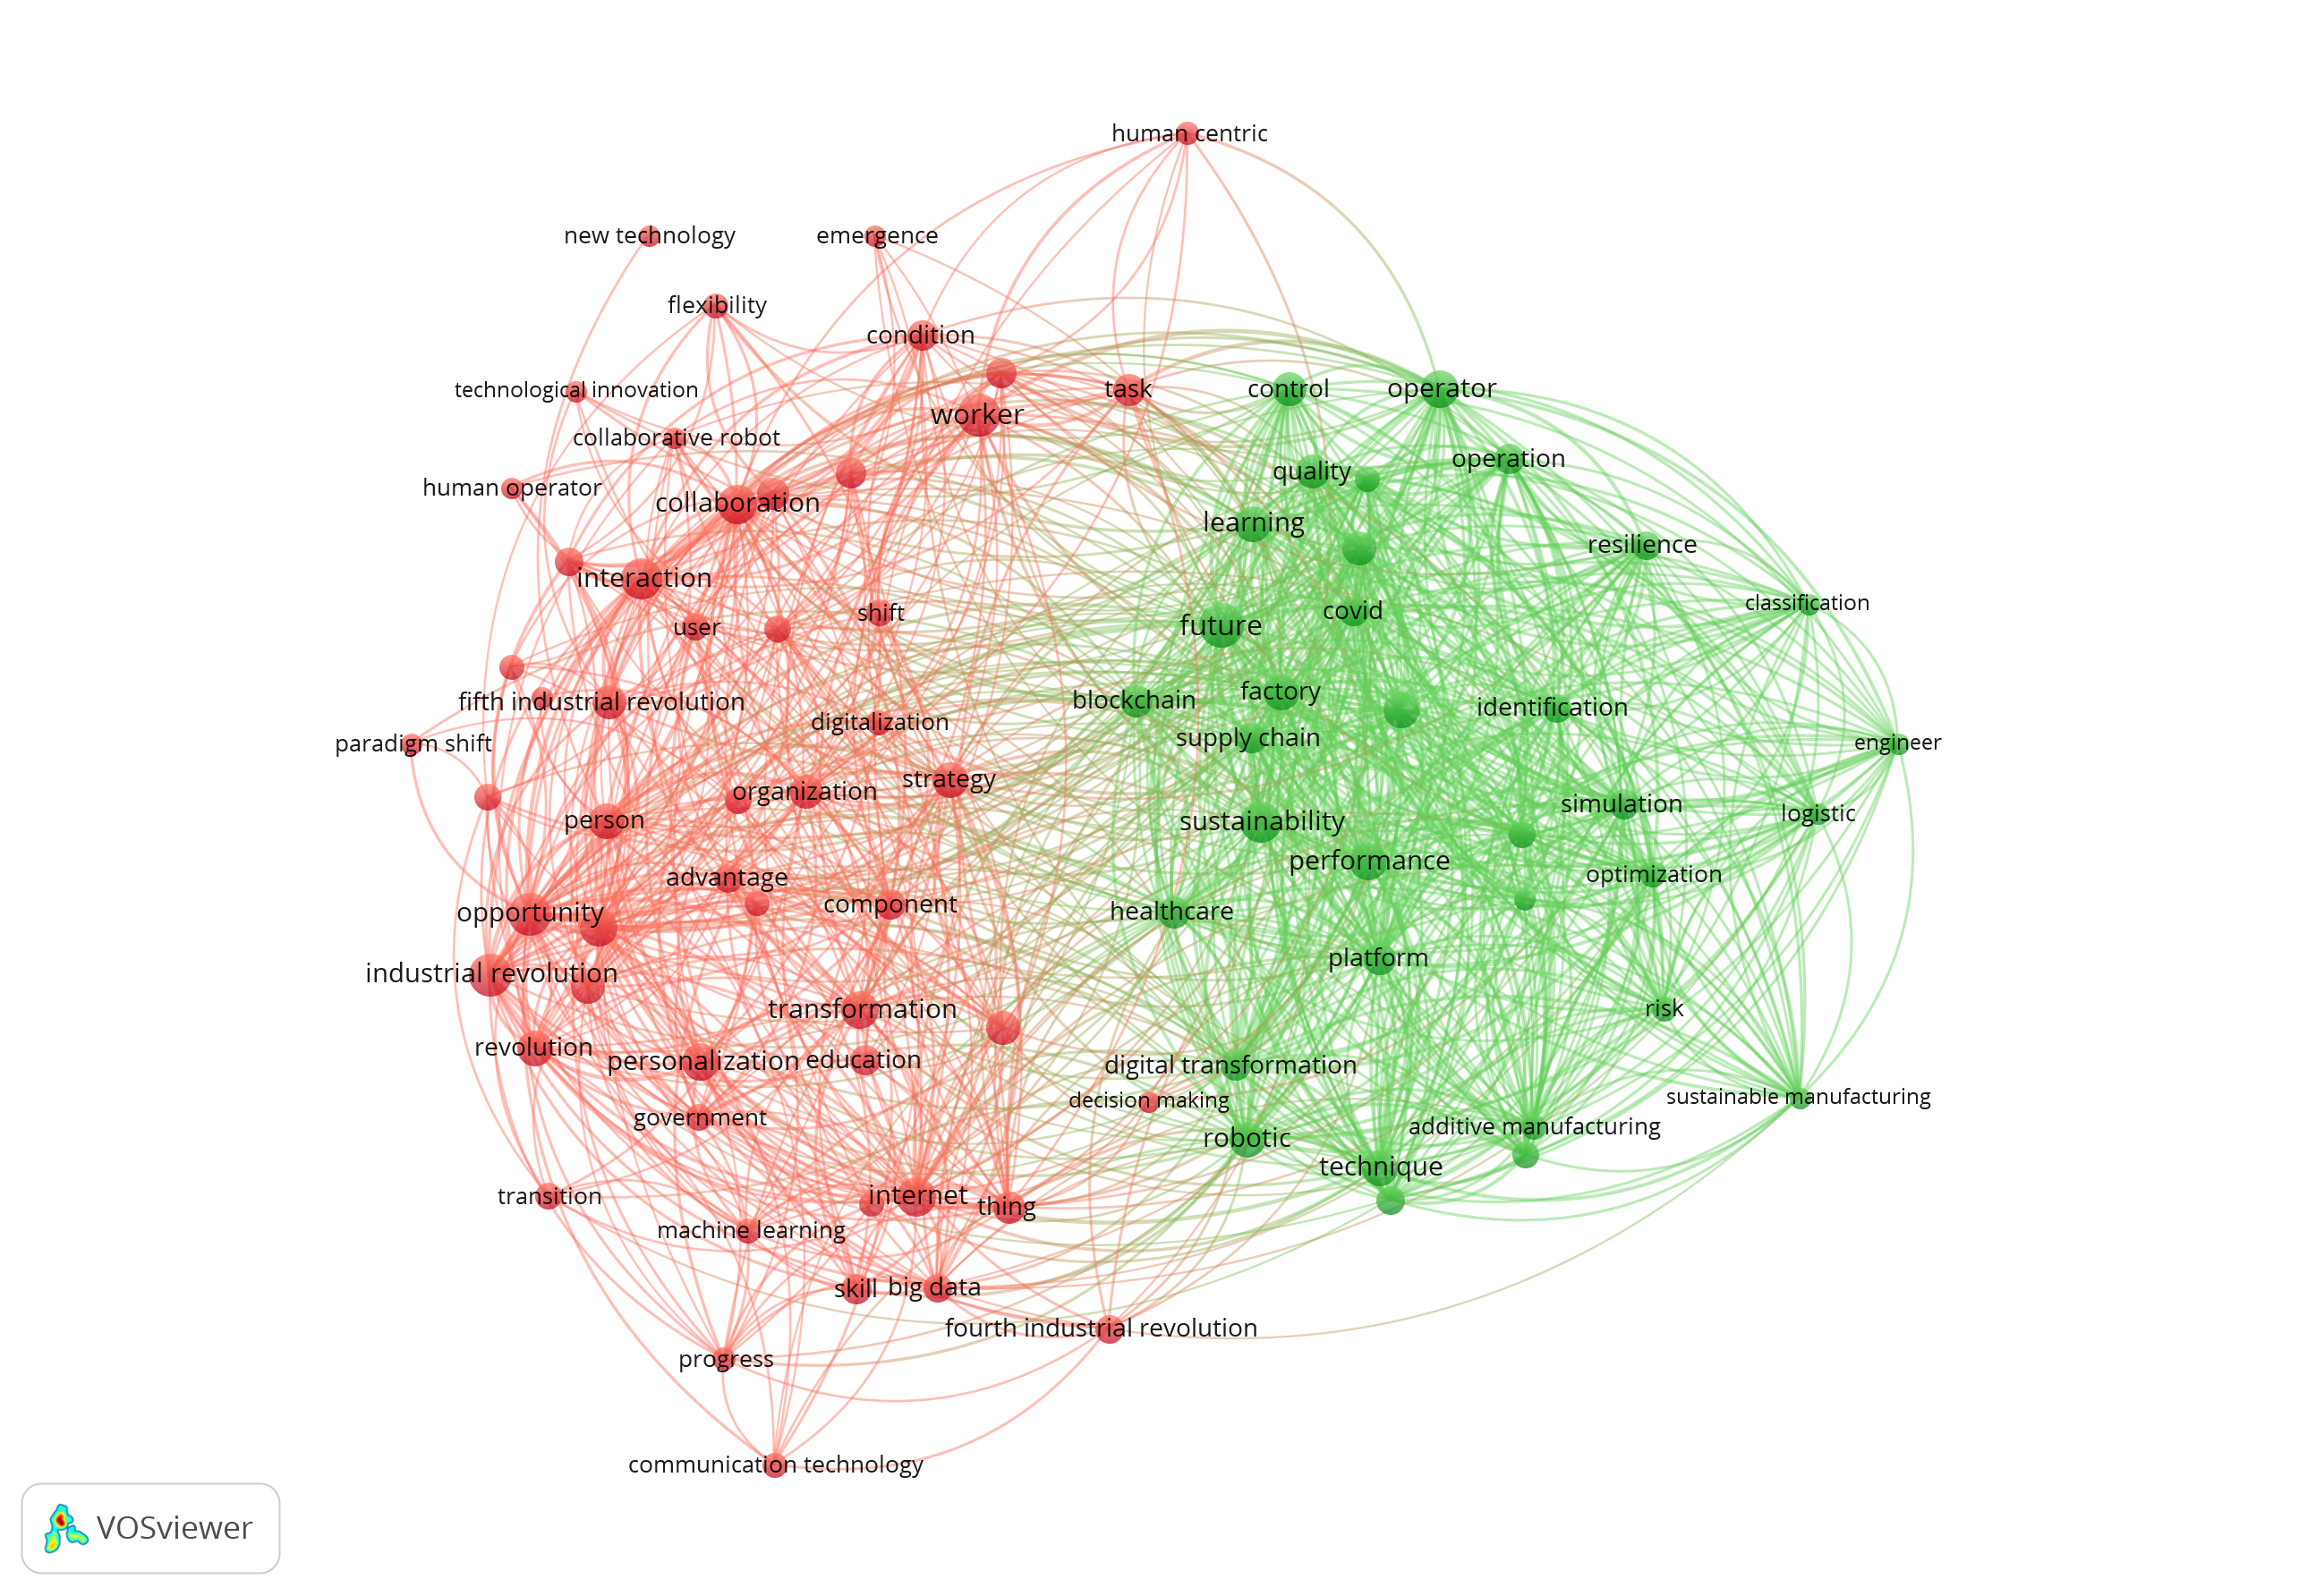 human centric
new technology
emergence
flexibility
condition
technological innovation
worker
task
control
operator
collaborative robot
quality
operation
human operator
collaboration
learning
resilience
interaction
user
shift
future
covid
classification
fifth industrial revolution
digitalization
blockchain
factory
identification
paradigm shift
supply chain
engineer
organization
strategy
simulation
person
sustainability
logistic
advantage
component
performance
optimization
opportunity
healthcare
industrial revolution
platform
transformation
risk
revolution
personalization
education
digital transformation
government
decision making
sustainable manufacturing
robotic
additive manufacturing
technique
transition
internet
thing
machine learning
skill
big data
fourth industrial revolution
progress
communication technology
VOSviewer